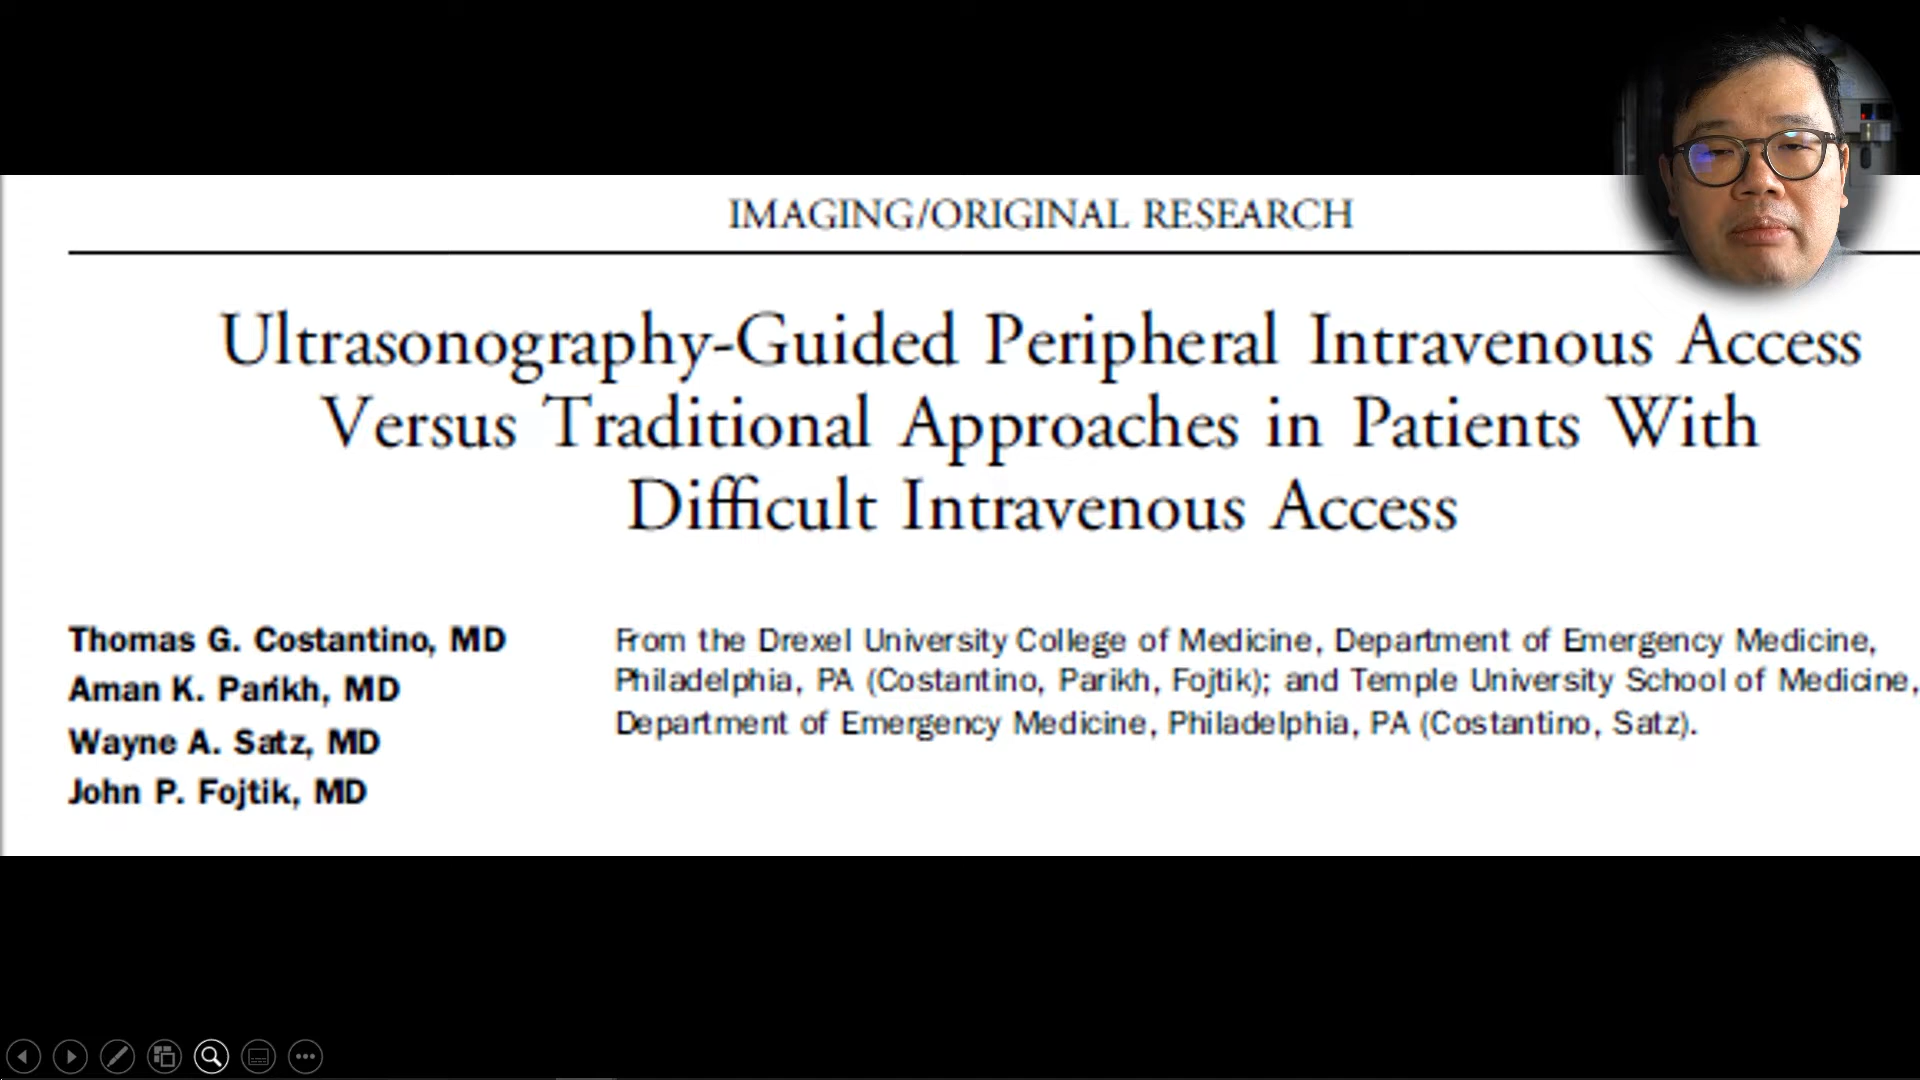 IMAGING/ORIGINAL RESEARCH
Ultrasonography-Guided Peripheral Intravenous Access
Versus Traditional Approaches in Patients With
Difficult Intravenous Access
Thomas G. Costantino, MD
Aman K. Parikh, MD
Wayne A. Satz, MD
John P. Fojtik, MD
From the Drexel University College of Medicine, Department of Emergency Medicine,
Philadelphia, PA (Costantino, Parikh, Fojtik); and Temple University School of Medicine,
Department of Emergency Medicine, Philadelphia, PA (Costantino, Satz).